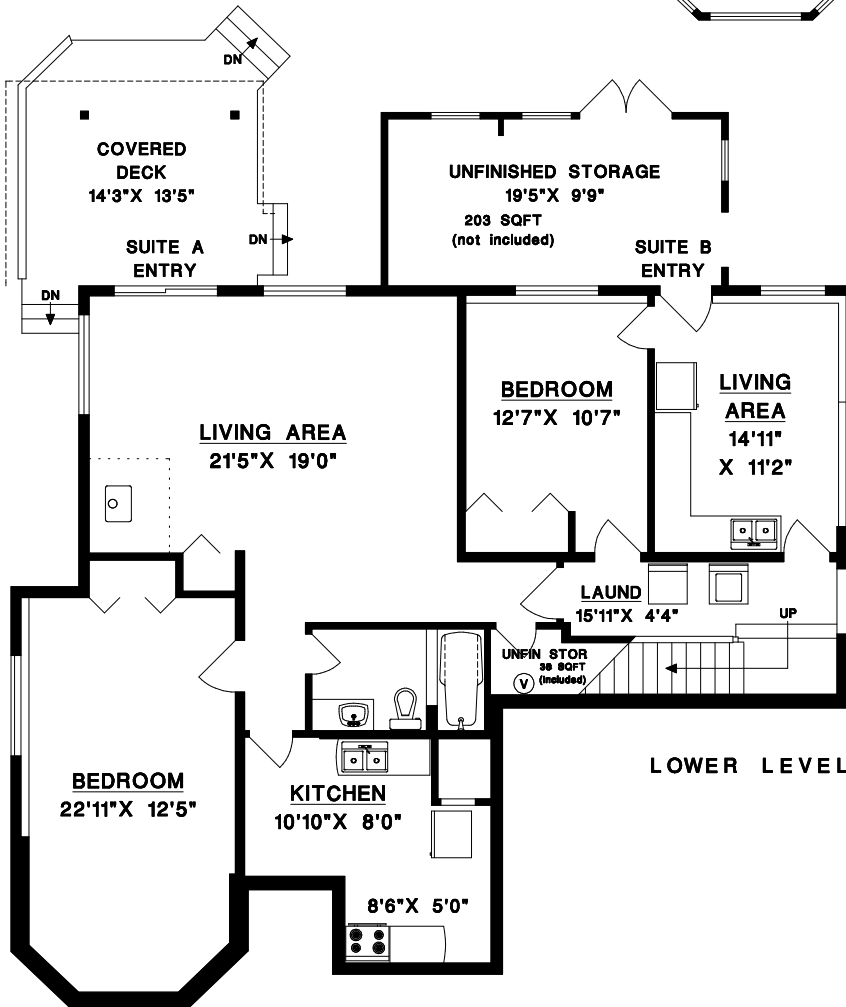 DN
COVERED
DECK
14'3"X 13'5"
DN
SUITE A
ENTRY
DN
UNFINISHED STORAGE
19'5"X 9'9"
203 SQFT
(not included)
SUITE B
ENTRY
LIVING AREA
21'5"X 19'0"
BEDROOM
12'7"X 10'7"
LIVING
AREA
14'11"
X 11'2"
LAUND
15'11"X 4'4"
UP
UNFIN STOR
38 SQFT
(included)
V
BEDROOM
22'11"X 12'5"
KITCHEN
10'10"X 8'0"
8'6"X 5'0"
LOWER LEVEL